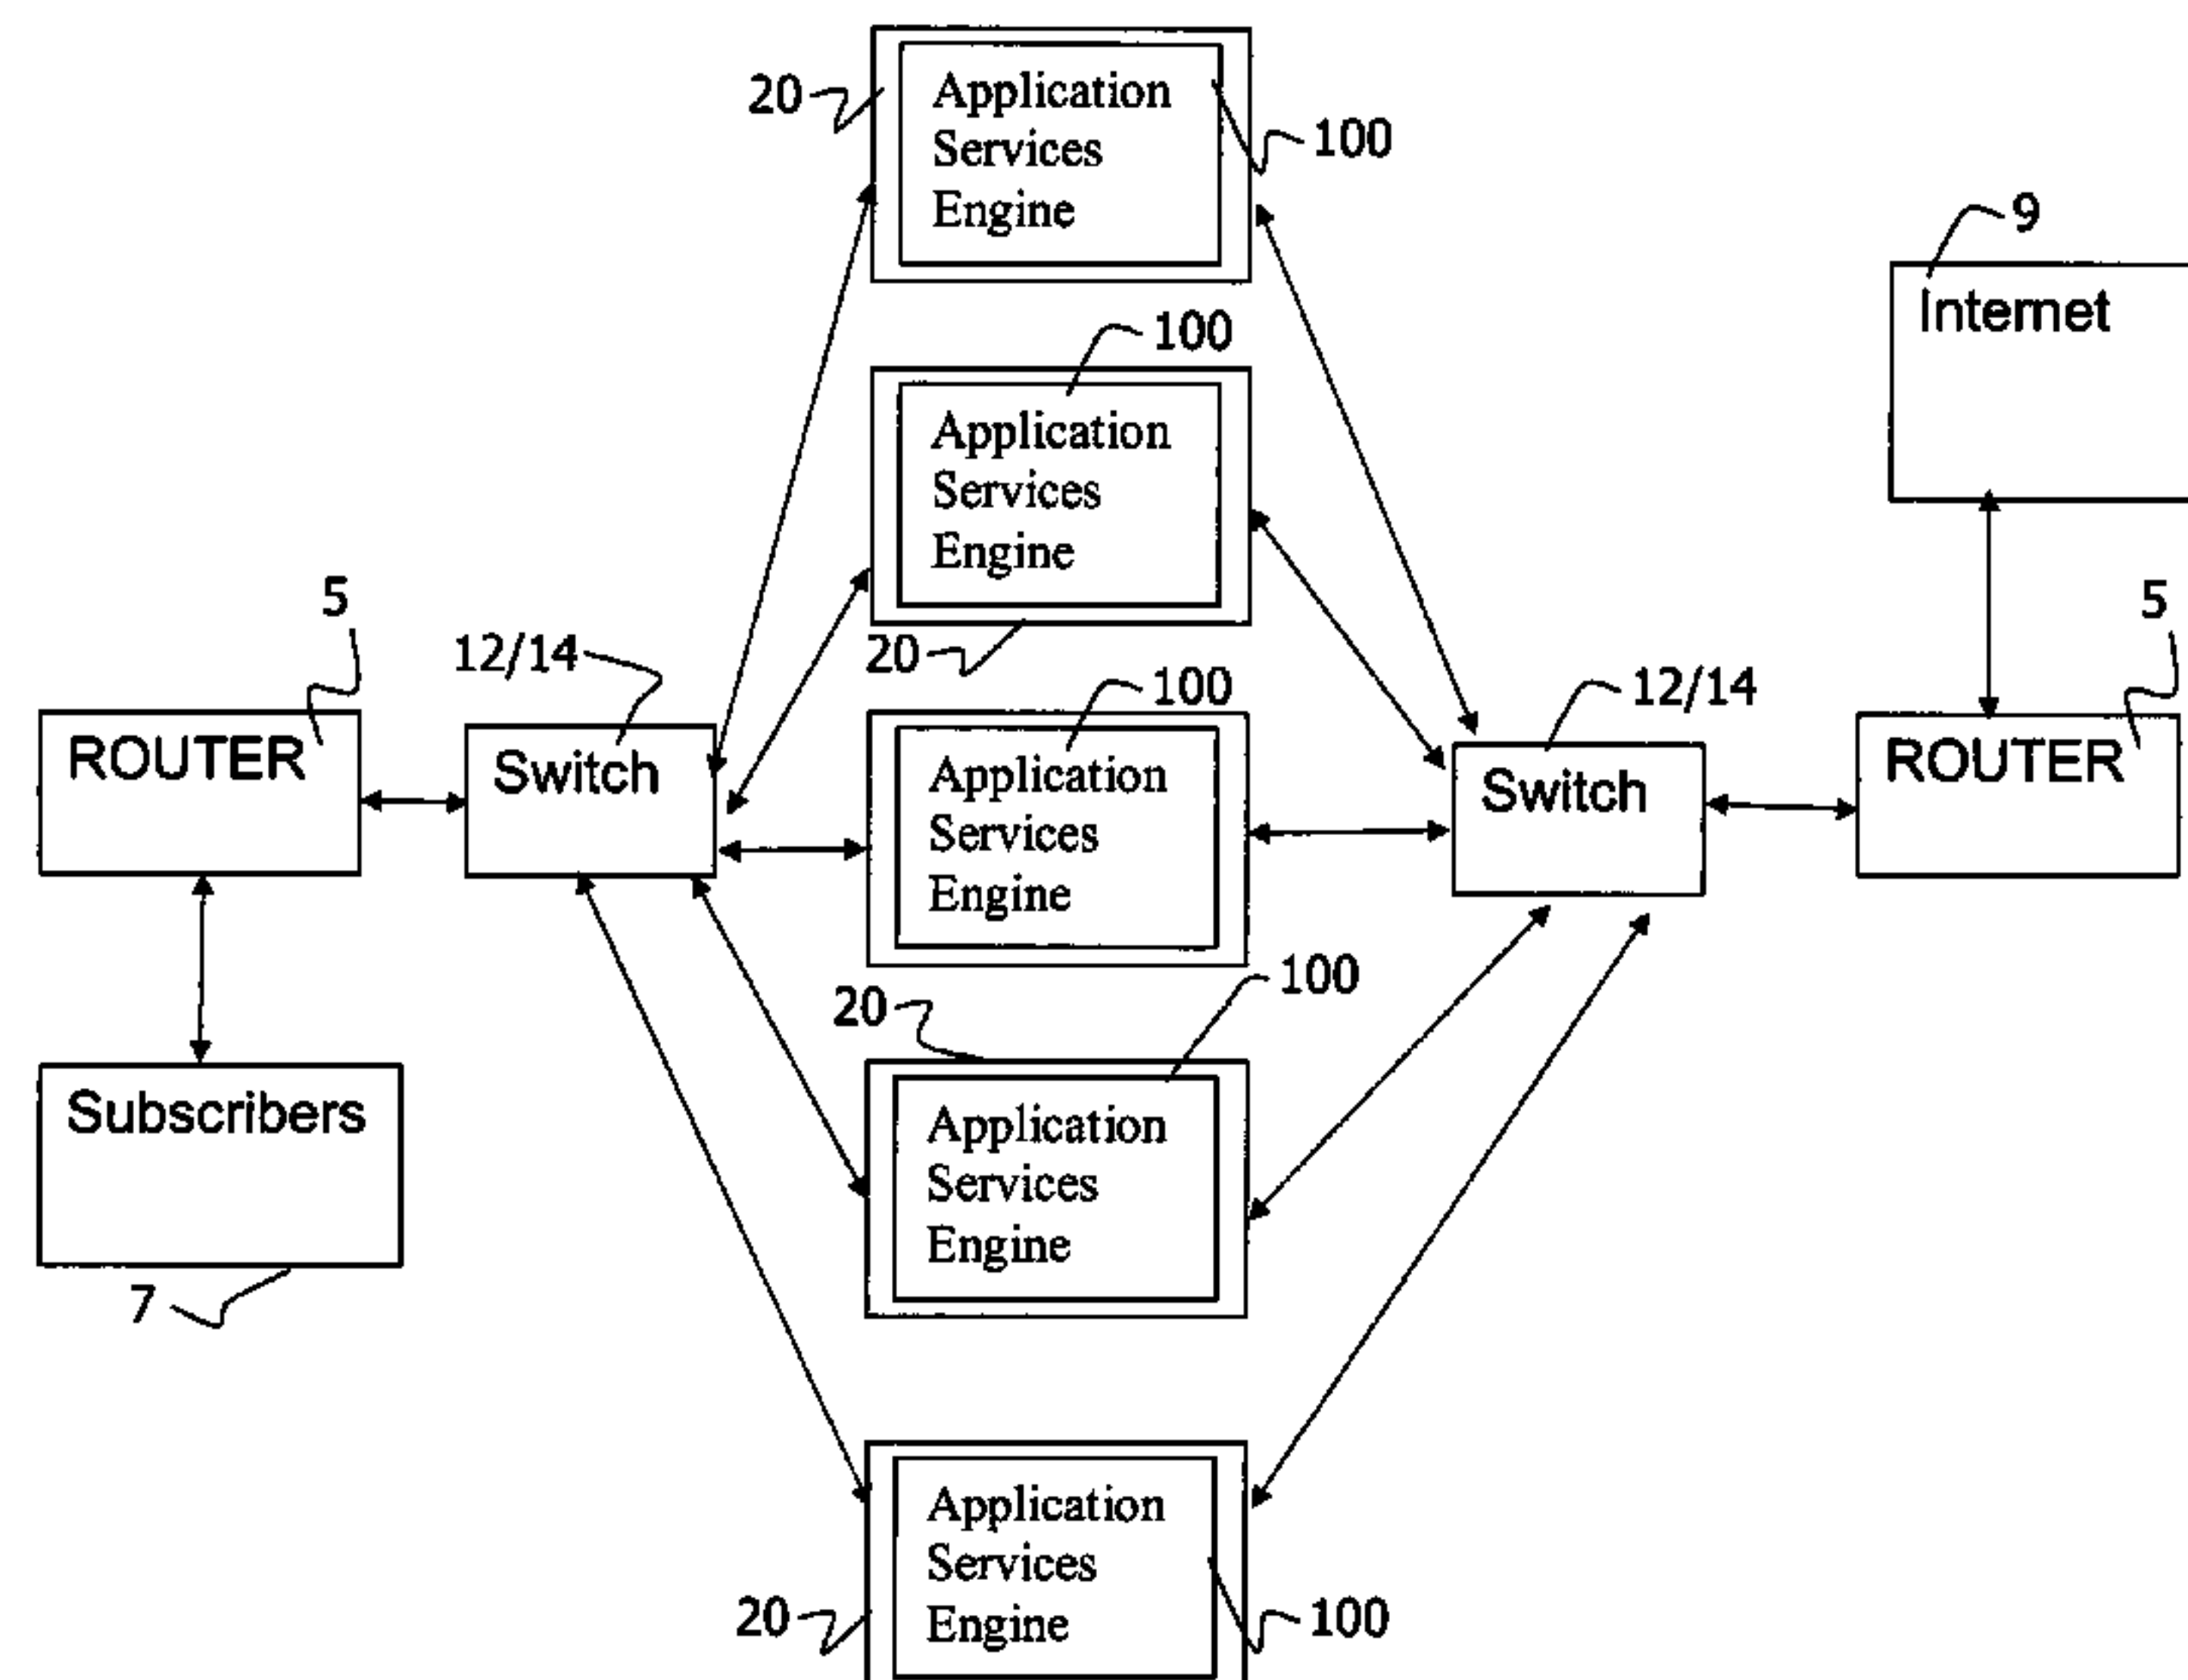 20
Application
Services
Engine
100
9
Internet
100
Application
Services
Engine
20
5
ROUTER
12/14
Switch
100
Application
Services
Engine
12/14
Switch
5
ROUTER
Subscribers
7
20
100
Application
Services
Engine
Application
Services
Engine
20
100